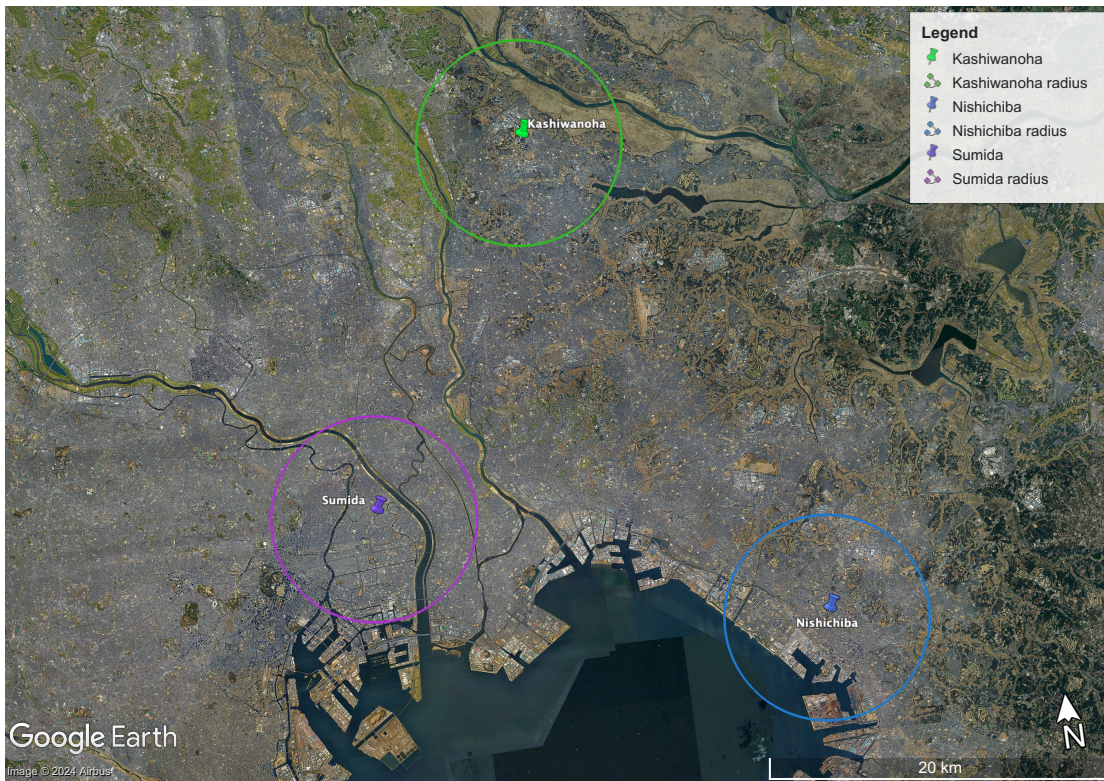 Legend
Kashiwanoha
Kashiwanoha radius
Nishichiba
Nishichiba radius
Sumida
Sumida radius
Kashiwanoha
Sumida
Nishichiba
N
20 km
Google Earth
Image © 2024 Airbus